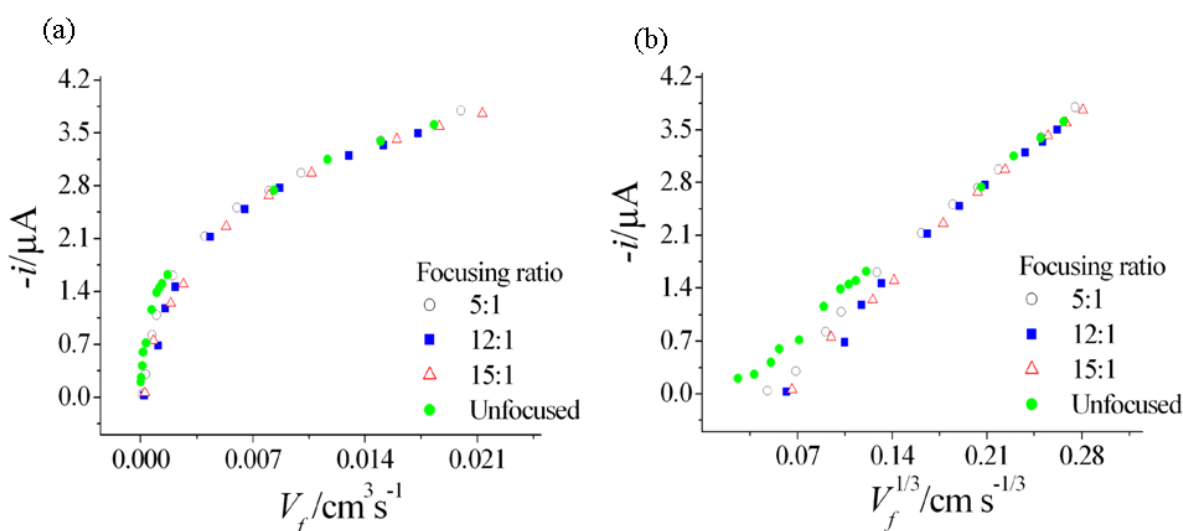 (a)
4.2
3.5
2.8
2.1
1.4
0.7
0.0
-i/μA
Focusing ratio
5:1
12:1
15:1
Unfocused
0.000 0.007 0.014 0.021
V_f /cm³s⁻¹
(b)
4.2
3.5
2.8
2.1
1.4
0.7
0.0
-i/μA
Focusing ratio
5:1
12:1
15:1
Unfocused
0.07 0.14 0.21 0.28
V_f^1/3 /cm s⁻¹/³